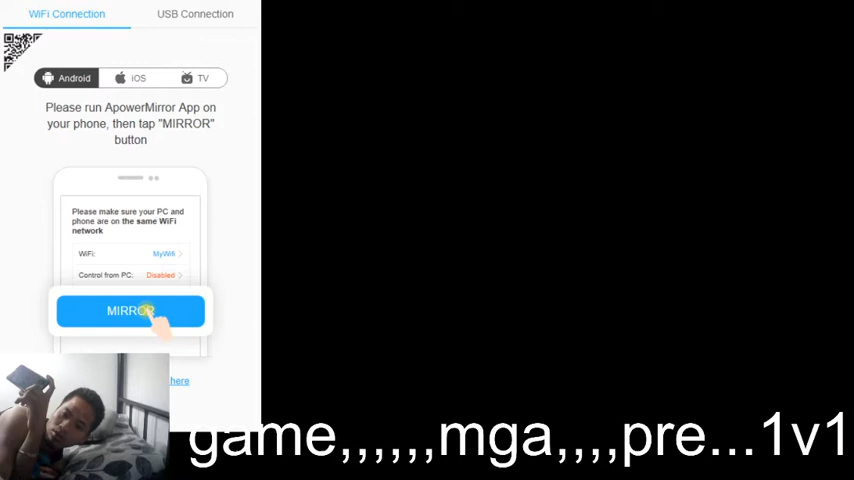 WiFi Connection
USB Connection
Android
iOS
TV
Please run ApowerMirror App on
your phone, then tap "MIRROR"
button
Please make sure your PC and
phone are on the same WiFi
network
WiFi: MyWifi >
Control from PC: Disabled >
MIRROR
here
game,,,,,,mga,,,,pre...1v1